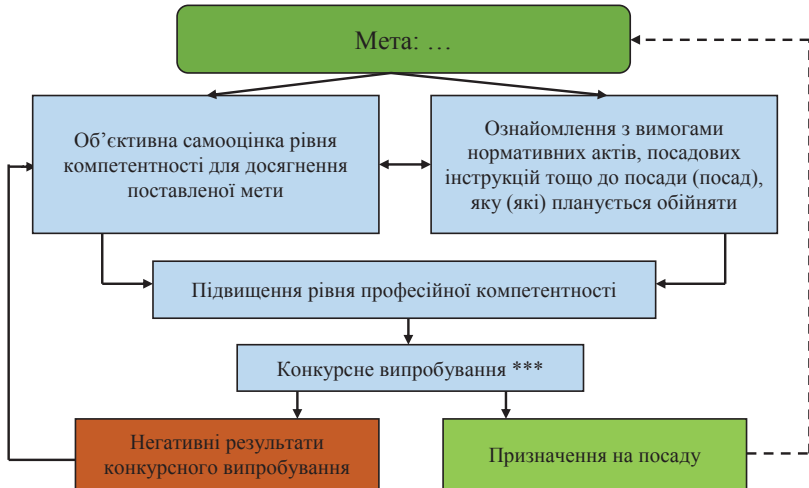 Мета: …
Об’єктивна самооцінка рівня
компетентності для досягнення
поставленої мети
Ознайомлення з вимогами
нормативних актів, посадових
інструкцій тощо до посади (посад),
яку (які) планується обійняти
Підвищення рівня професійної компетентності
Конкурсне випробування ***
Негативні результати
конкурсного випробування
Призначення на посаду